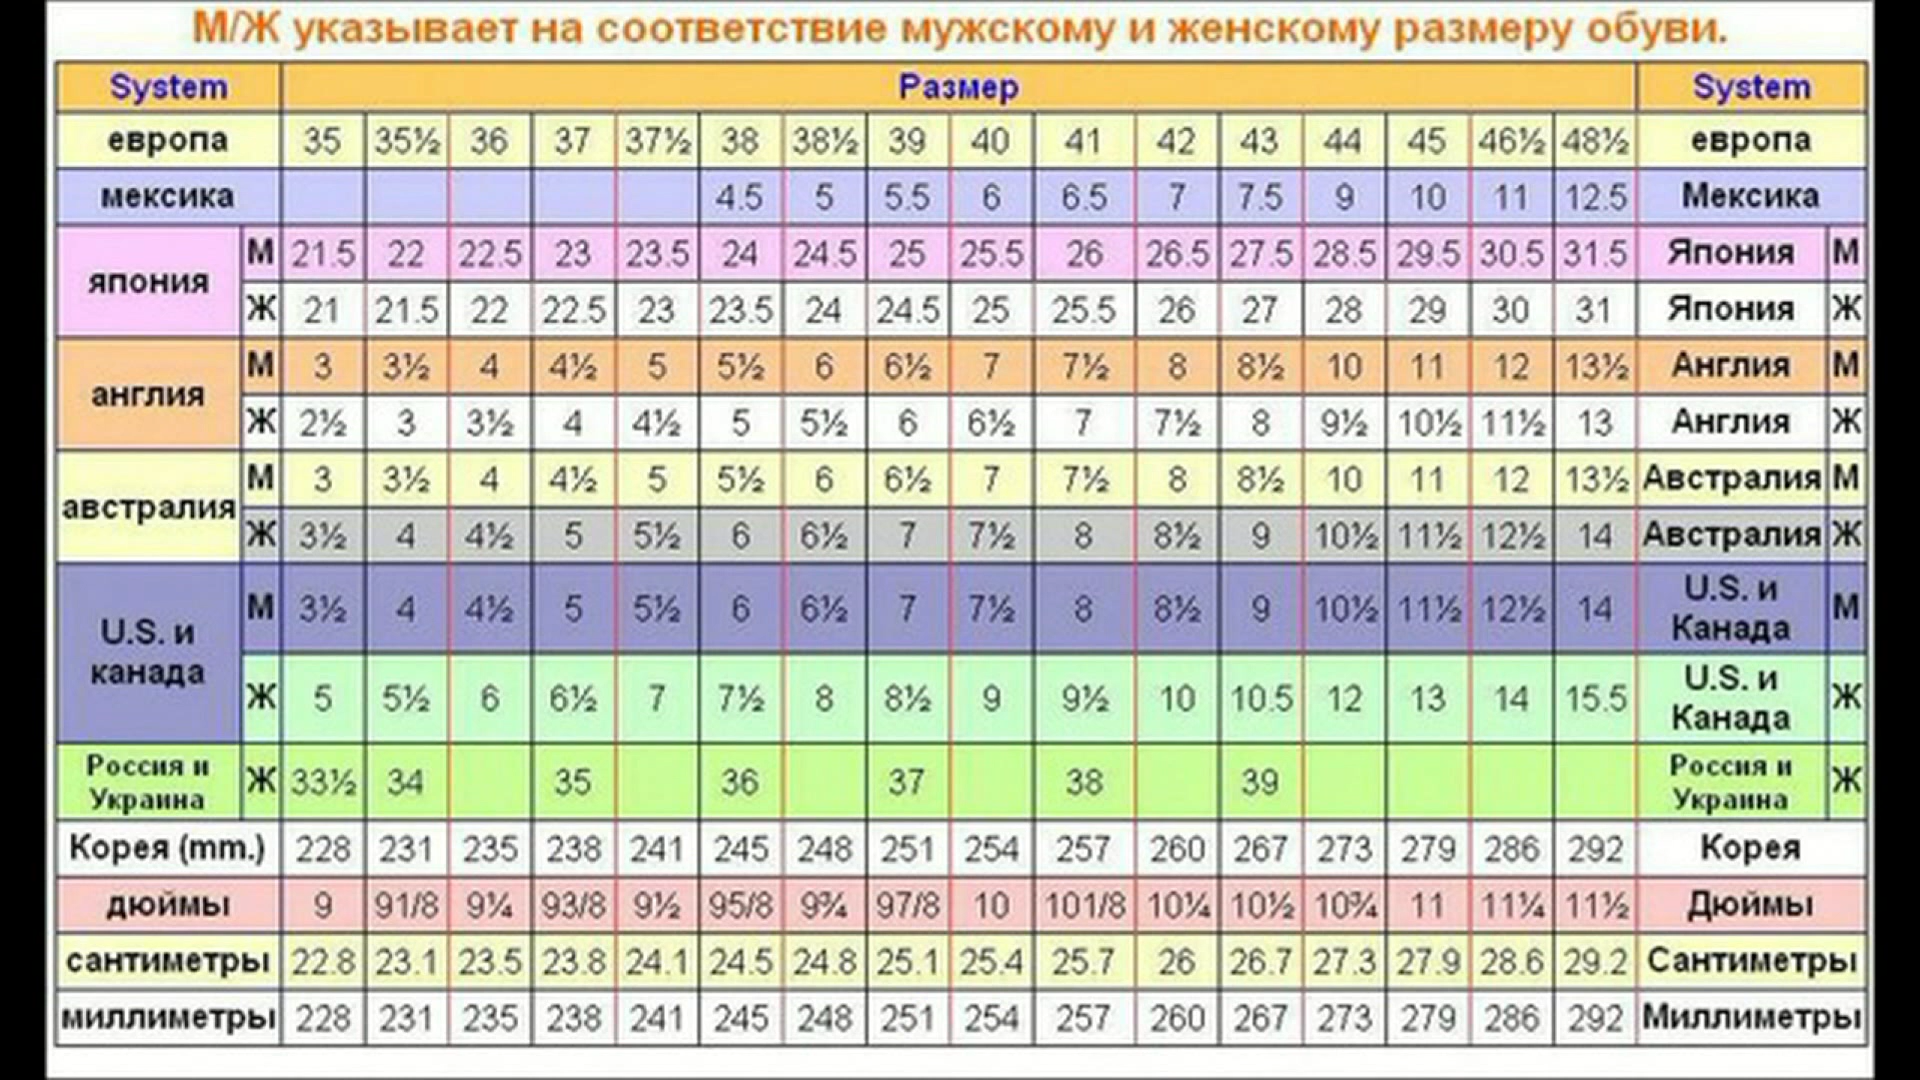 М/Ж указывает на соответствие мужскому и женскому размеру обуви.
System Размер System
европа 35 35½ 36 37 37½ 38 38½ 39 40 41 42 43 44 45 46½ 48½ европа
мексика 4.5 5 5.5 6 6.5 7 7.5 9 10 11 12.5 Мексика
япония М 21.5 22 22.5 23 23.5 24 24.5 25 25.5 26 26.5 27.5 28.5 29.5 30.5 31.5 Япония М
Ж 21 21.5 22 22.5 23 23.5 24 24.5 25 25.5 26 27 28 29 30 31 Япония Ж
англия М 3 3½ 4 4½ 5 5½ 6 6½ 7 7½ 8 8½ 10 11 12 13½ Англия М
Ж 2½ 3 3½ 4 4½ 5 5½ 6 6½ 7 7½ 8 9½ 10½ 11½ 13 Англия Ж
австралия М 3 3½ 4 4½ 5 5½ 6 6½ 7 7½ 8 8½ 10 11 12 13½ Австралия М
Ж 3½ 4 4½ 5 5½ 6 6½ 7 7½ 8 8½ 9 10½ 11½ 12½ 14 Австралия Ж
U.S. и канада М 3½ 4 4½ 5 5½ 6 6½ 7 7½ 8 8½ 9 10½ 11½ 12½ 14 U.S. и Канада М
Ж 5 5½ 6 6½ 7 7½ 8 8½ 9 9½ 10 10.5 12 13 14 15.5 U.S. и Канада Ж
Россия и Украина Ж 33½ 34 35 36 37 38 39 Россия и Украина Ж
Корея (mm.) 228 231 235 238 241 245 248 251 254 257 260 267 273 279 286 292 Корея
дюймы 9 91/8 9¼ 93/8 9½ 95/8 9¾ 97/8 10 101/8 10¼ 10½ 10¾ 11 11¼ 11½ Дюймы
сантиметры 22.8 23.1 23.5 23.8 24.1 24.5 24.8 25.1 25.4 25.7 26 26.7 27.3 27.9 28.6 29.2 Сантиметры
миллиметры 228 231 235 238 241 245 248 251 254 257 260 267 273 279 286 292 Миллиметры